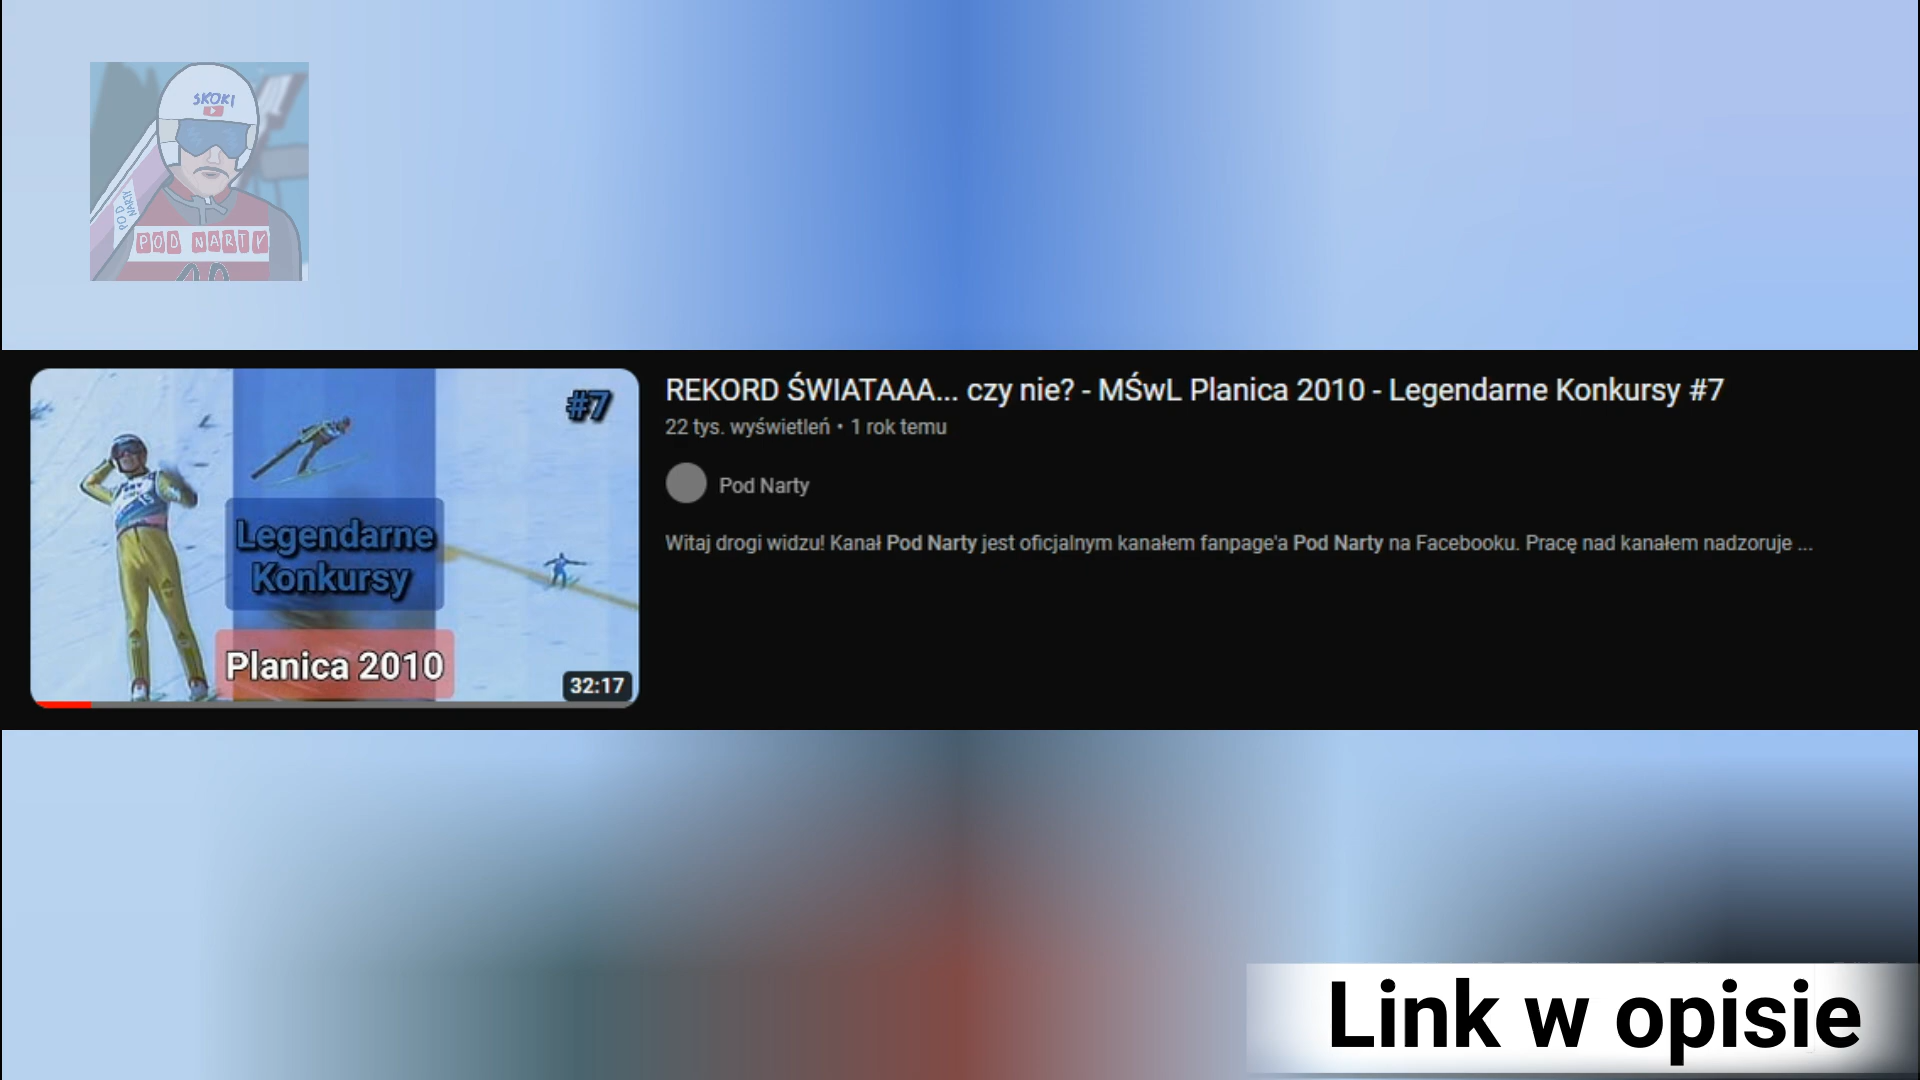 SKOKI
POD NARTY
POD NARTY
#7
Legendarne
Konkursy
Planica 2010
32:17
REKORD ŚWIATAAA... czy nie? - MŚwL Planica 2010 - Legendarne Konkursy #7
22 tys. wyświetleń • 1 rok temu
Pod Narty
Witaj drogi widzu! Kanał Pod Narty jest oficjalnym kanałem fanpage'a Pod Narty na Facebooku. Pracę nad kanałem nadzoruje ...
Link w opisie